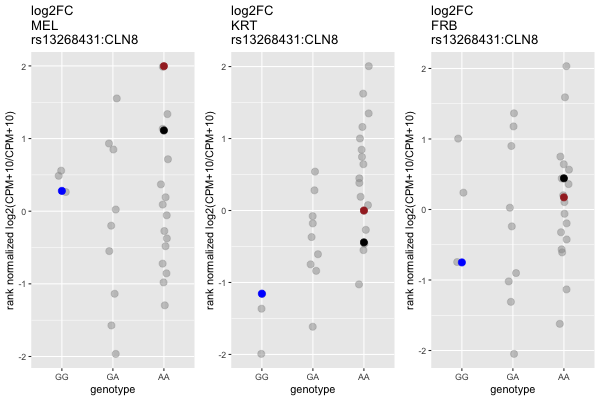 log2FC
MEL
rs13268431:CLN8
rank normalized log2(CPM+10/CPM+10)
2
1
0
-1
-2
GG
GA
AA
genotype
log2FC
KRT
rs13268431:CLN8
rank normalized log2(CPM+10/CPM+10)
2
1
0
-1
-2
GG
GA
AA
genotype
log2FC
FRB
rs13268431:CLN8
rank normalized log2(CPM+10/CPM+10)
2
1
0
-1
-2
GG
GA
AA
genotype